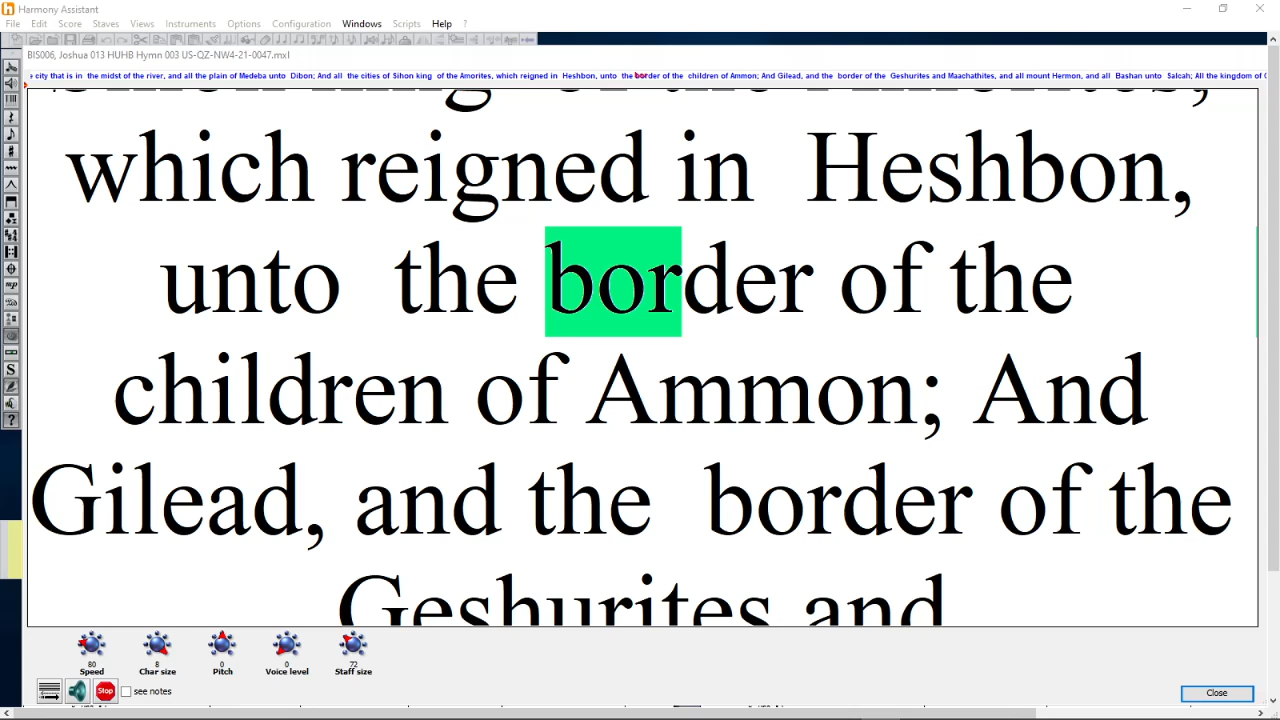 Harmony Assistant
File Edit Score Staves Views Instruments Options Configuration Windows Scripts Help ?
BIS006, Joshua 013 HUHB Hymn 003 US-QZ-NW4-21-0047.mxl
city that is in the midst of the river, and all the plain of Medeba unto Dibon; And all the cities of Sihon king of the Amorites, which reigned in Heshbon, unto the border of the children of Ammon; And Gilead, and the border of the Geshurites and Maachathites, and all mount Hermon, and all Bashan unto Salcah; All the kingdom of
which reigned in Heshbon,
unto the border of the
children of Ammon; And
Gilead, and the border of the
Geshurites and
80 8 0 0 72
Speed Char size Pitch Voice level Staff size
Stop see notes Close